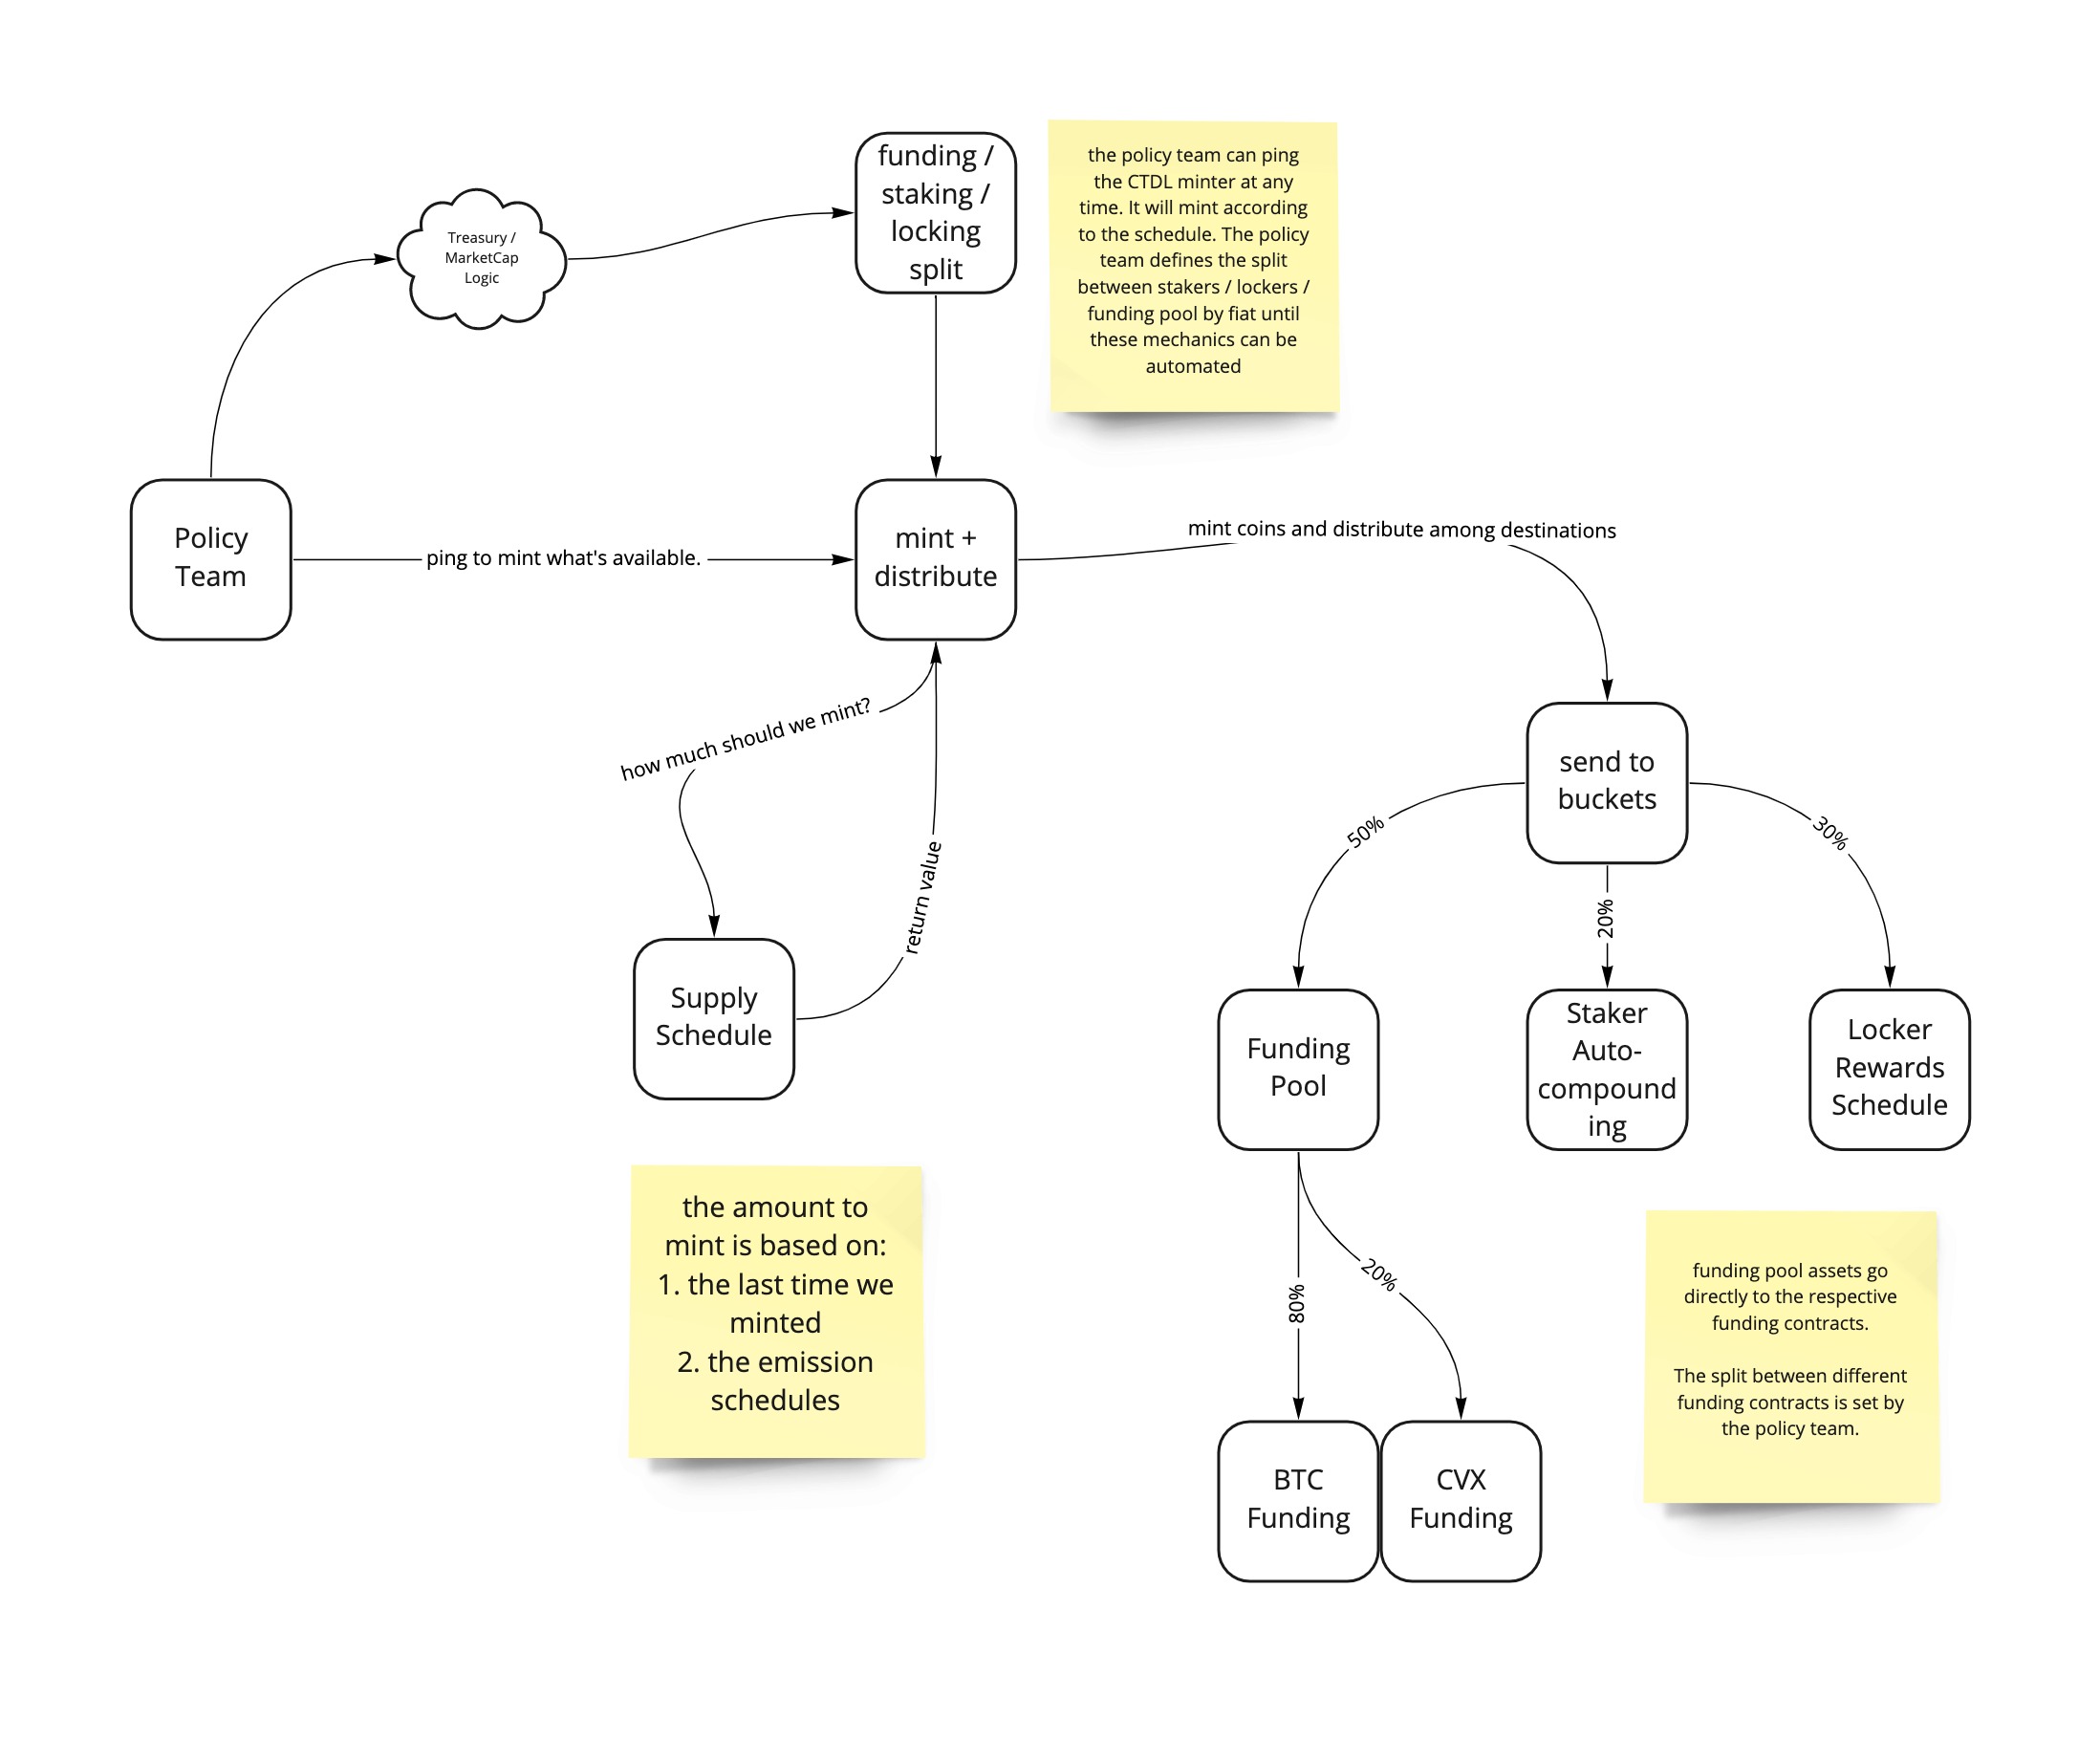 funding /
staking /
locking
split
the policy team can ping
the CTDL minter at any
time. It will mint according
to the schedule. The policy
team defines the split
between stakers / lockers /
funding pool by fiat until
these mechanics can be
automated
Treasury /
MarketCap
Logic
Policy
Team
ping to mint what's available.
mint +
distribute
mint coins and distribute among destinations
how much should we mint?
return value
Supply
Schedule
the amount to
mint is based on:
1. the last time we
minted
2. the emission
schedules
send to
buckets
50%
20%
30%
Funding
Pool
Staker
Auto-
compound
ing
Locker
Rewards
Schedule
80%
20%
BTC
Funding
CVX
Funding
funding pool assets go
directly to the respective
funding contracts.
The split between different
funding contracts is set by
the policy team.